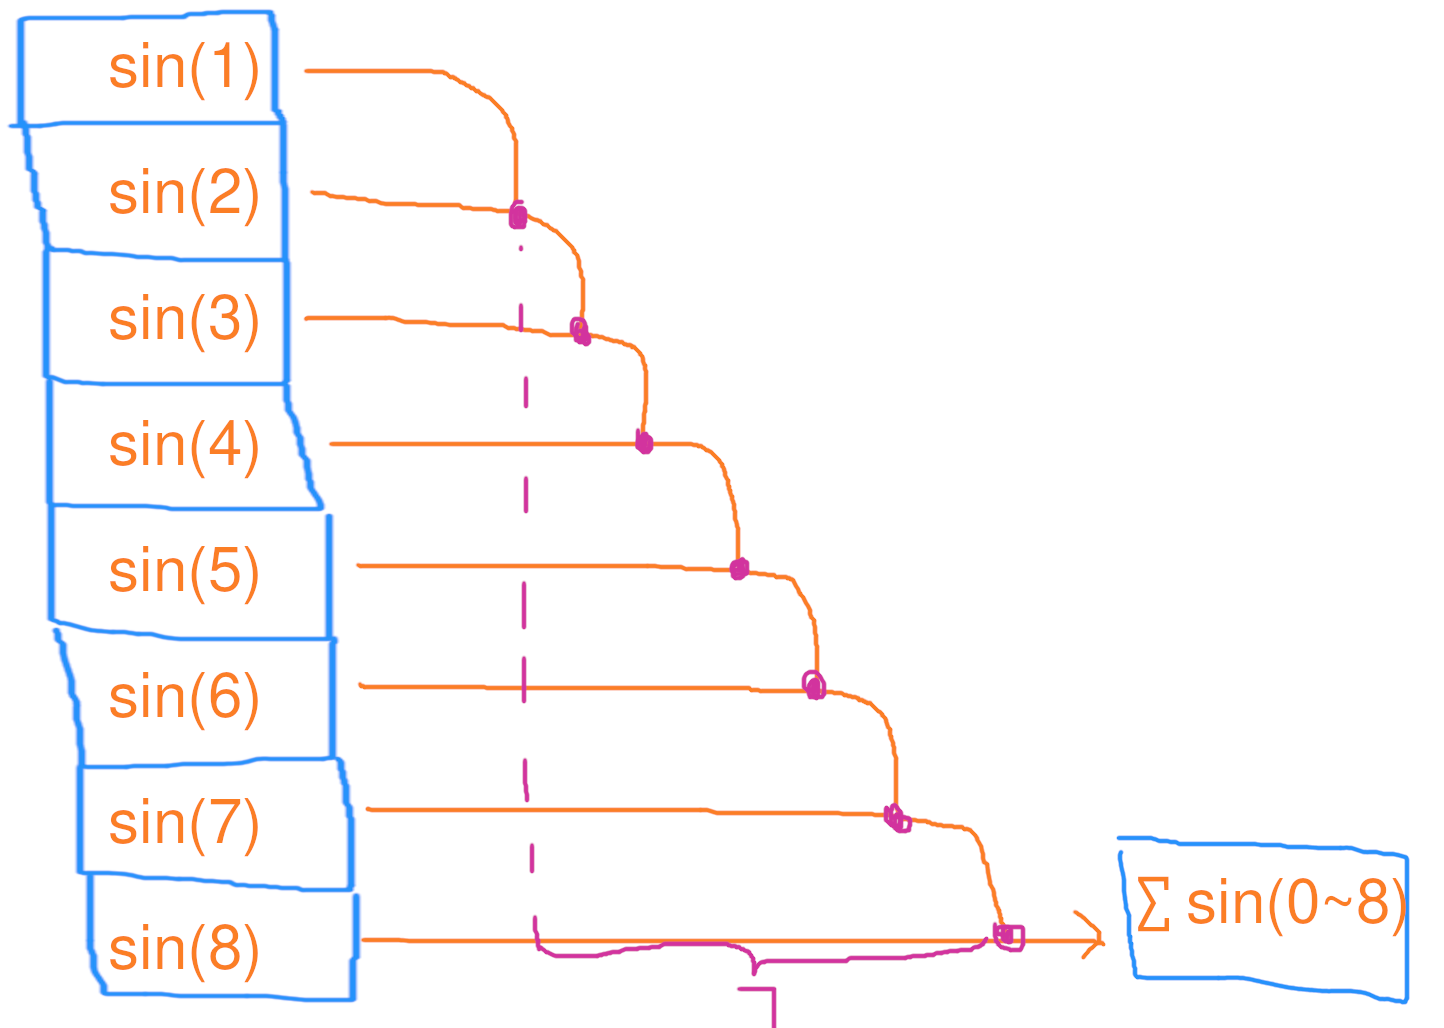 sin(1)
sin(2)
sin(3)
sin(4)
sin(5)
sin(6)
sin(7)
sin(8)
∑ sin(0~8)